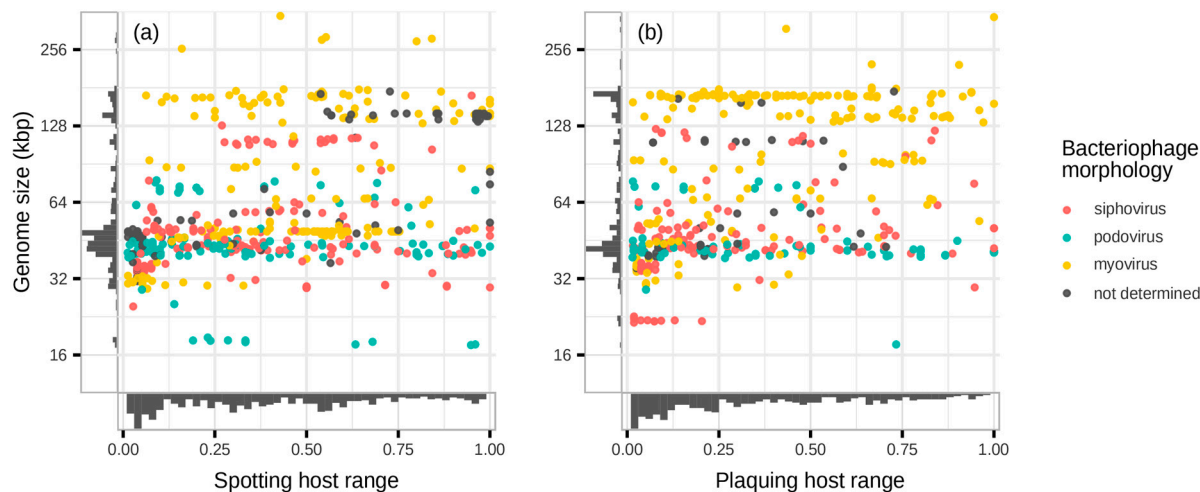 (a)
256
128
64
32
16
Genome size (kbp)
0.00 0.25 0.50 0.75 1.00
Spotting host range
(b)
256
128
64
32
16
0.00 0.25 0.50 0.75 1.00
Plaquing host range
Bacteriophage
morphology
siphovirus
podovirus
myovirus
not determined